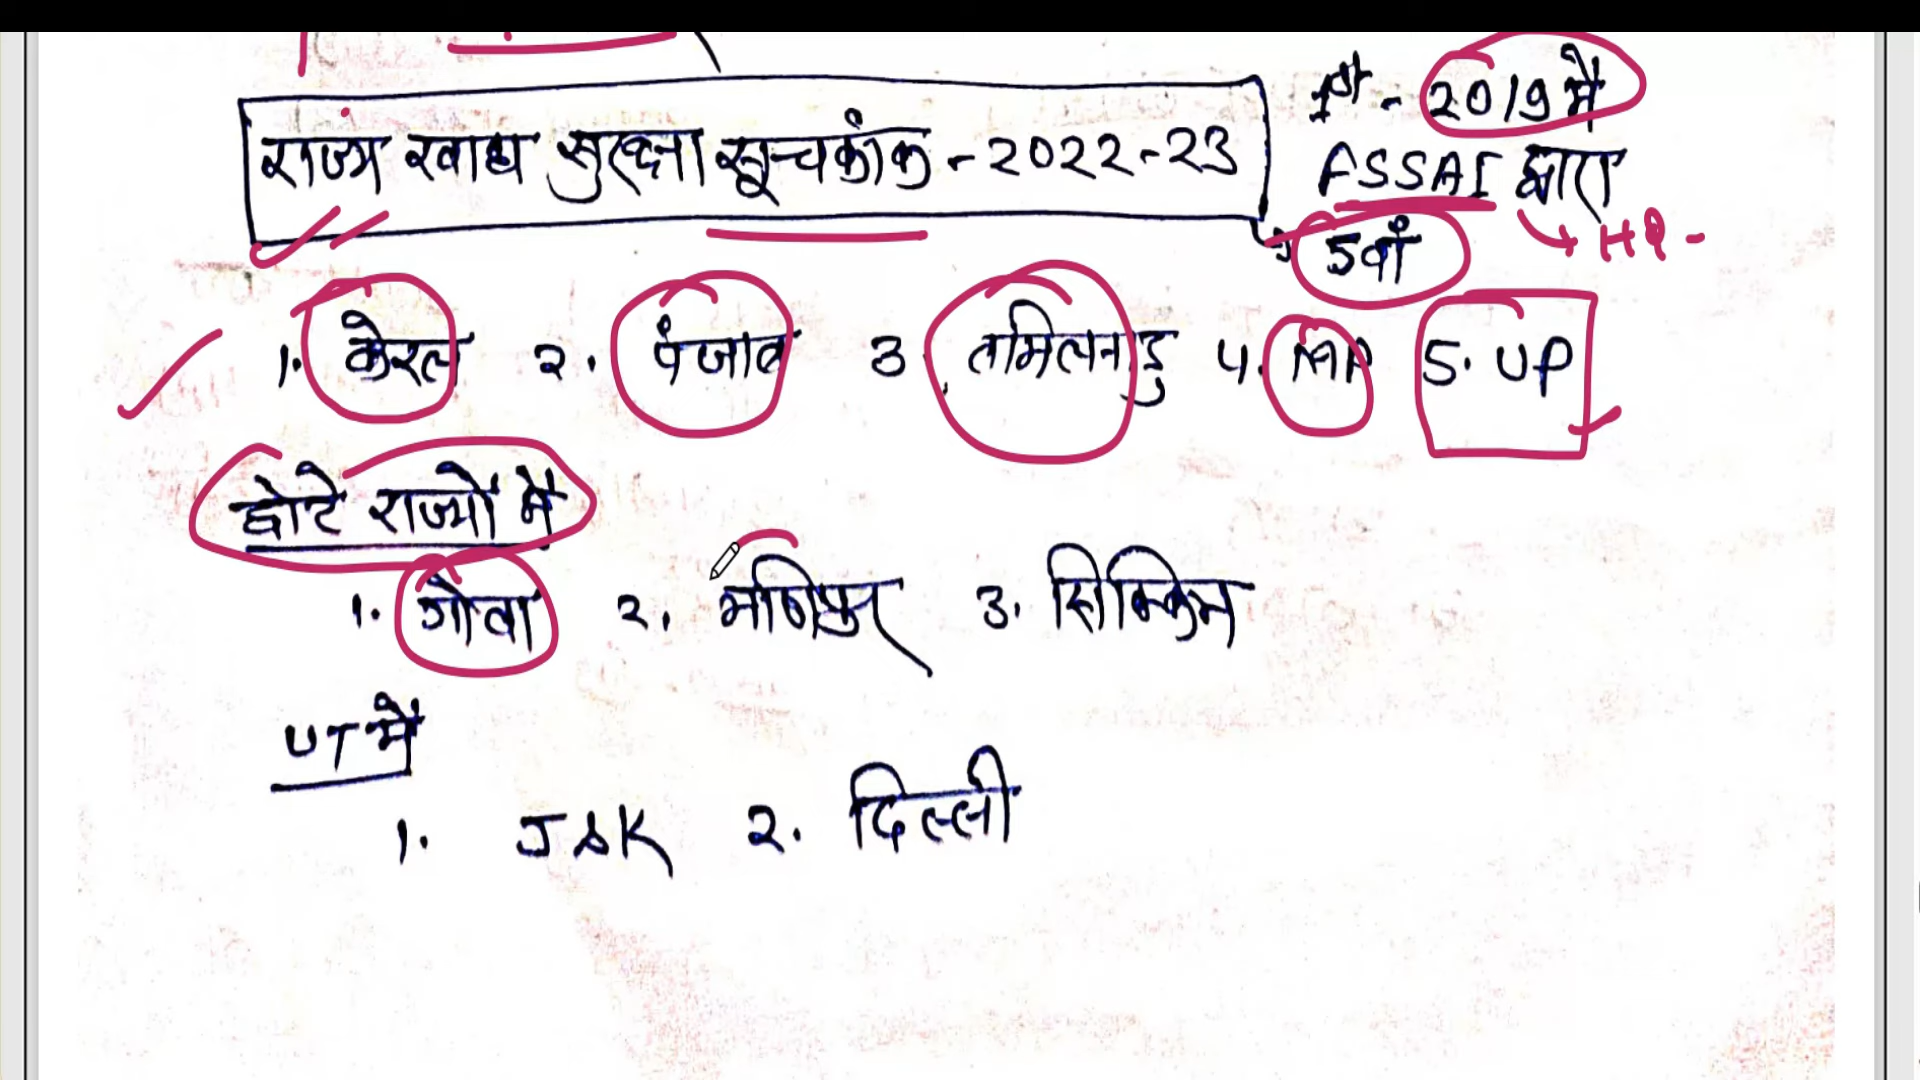 1st - 2019 में
राज्य खाद्य सुरक्षा सूचकांक - 2022-23
FSSAI द्वारा
→ HQ -
5वां
1. केरल 2. पंजाब 3. तमिलनाडु 4. MP 5. UP
छोटे राज्यों में
1. गोवा 2. मणिपुर 3. सिक्किम
UT में
1. J&K 2. दिल्ली